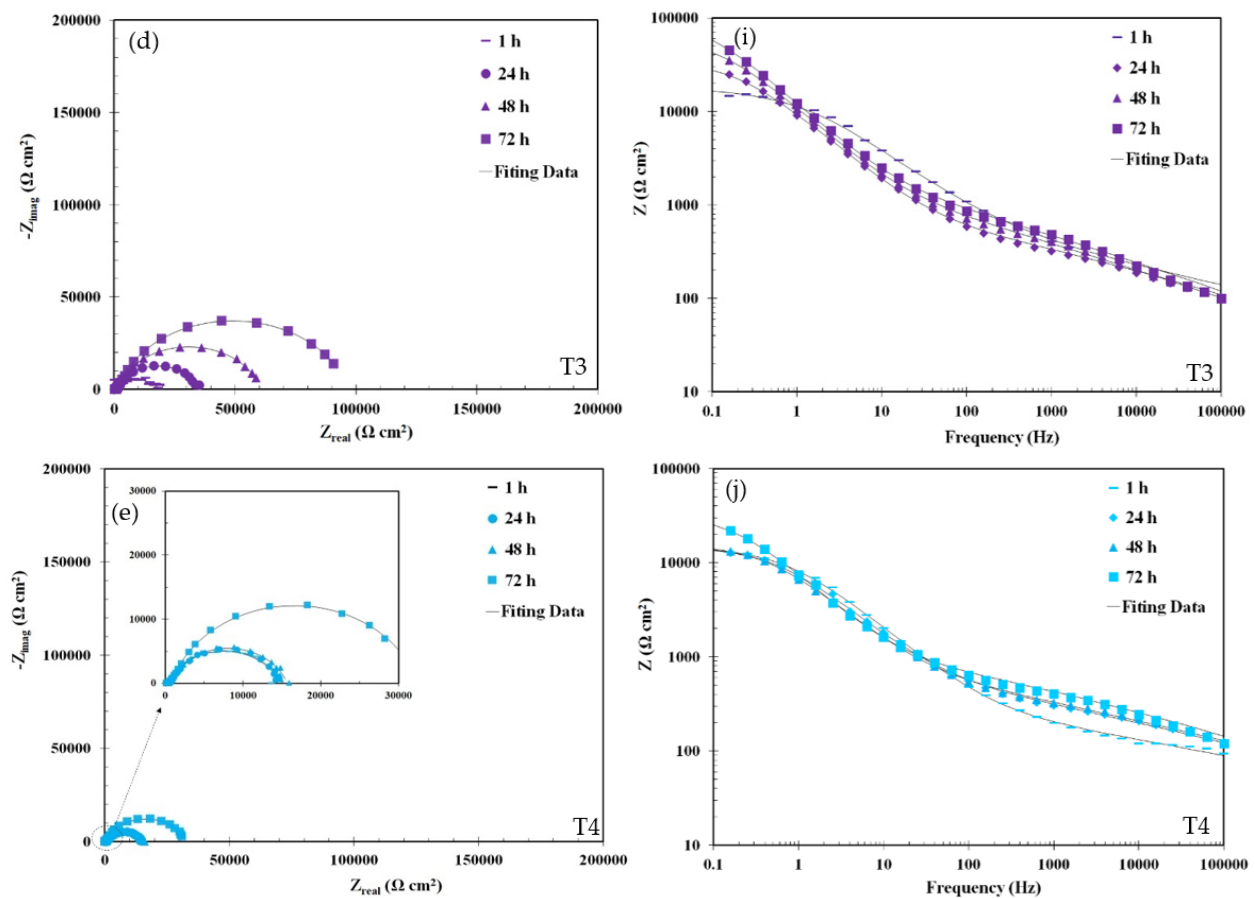 (d)
1 h
24 h
48 h
72 h
Fiting Data
200000
150000
100000
50000
0
-Zimag (Ω cm²)
0 50000 100000 150000 200000
Zreal (Ω cm²)
T3
(i)
1 h
24 h
48 h
72 h
Fiting Data
100000
10000
1000
100
10
Z (Ω cm²)
0.1 1 10 100 1000 10000 100000
Frequency (Hz)
T3
(e)
1 h
24 h
48 h
72 h
Fiting Data
200000
150000
100000
50000
0
-Zimag (Ω cm²)
30000
20000
10000
0
0 10000 20000 30000
0 50000 100000 150000 200000
Zreal (Ω cm²)
T4
(j)
1 h
24 h
48 h
72 h
Fiting Data
100000
10000
1000
100
10
Z (Ω cm²)
0.1 1 10 100 1000 10000 100000
Frequency (Hz)
T4